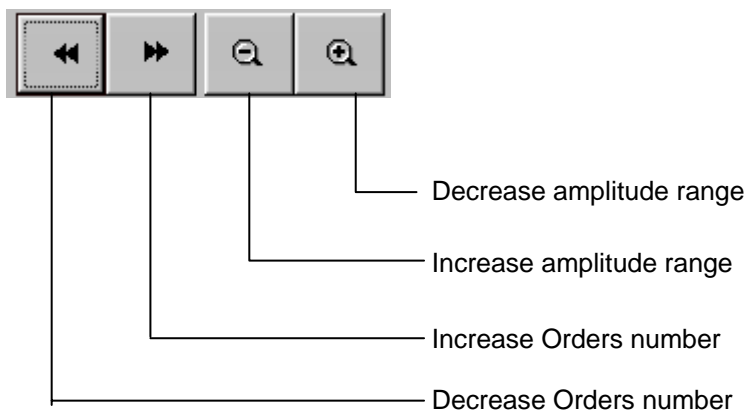 Decrease amplitude range
Increase amplitude range
Increase Orders number
Decrease Orders number